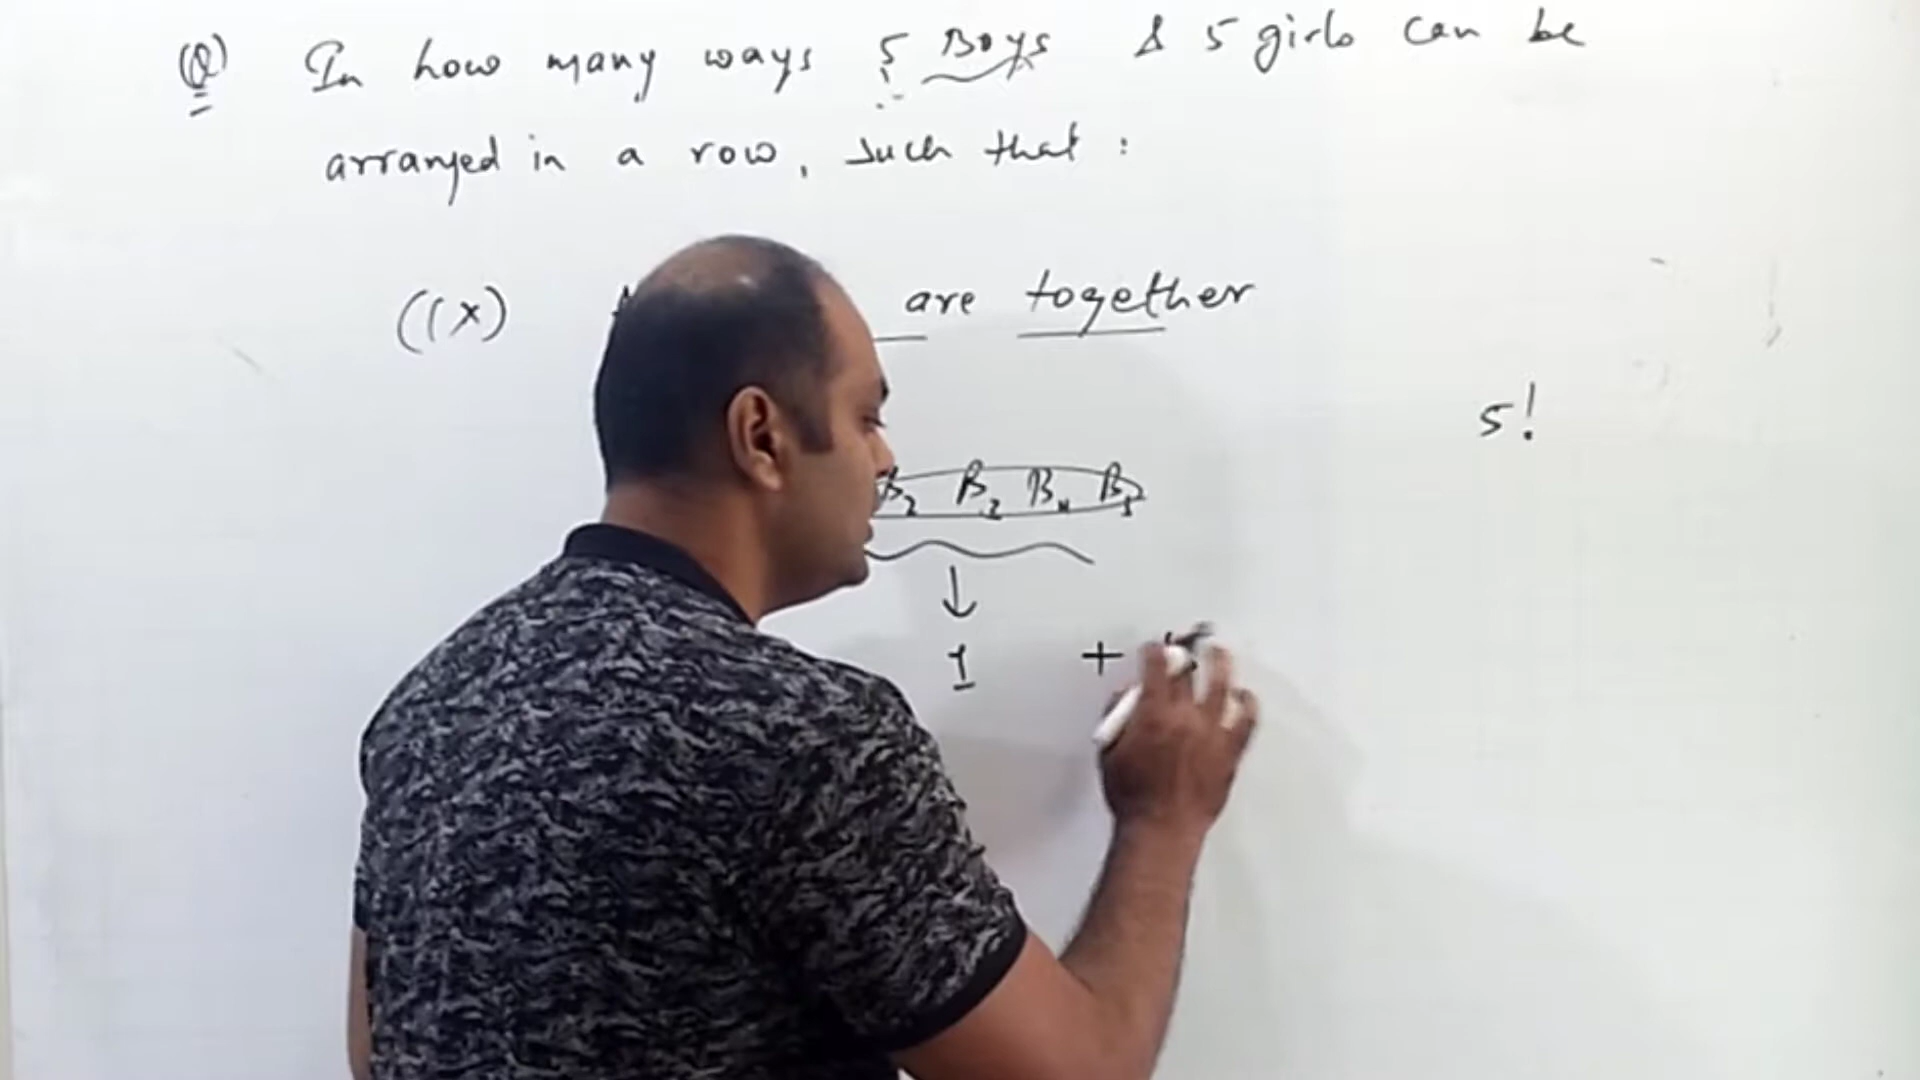 (Q) In how many ways 5 Boys & 5 girls can be
arranged in a row, such that :
((x) are together
5!
B2 B2 B4 B5
↓
1 +